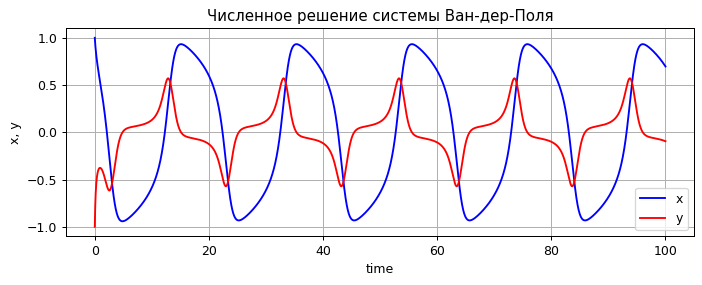 Численное решение системы Ван-дер-Поля
x, y
1.0
0.5
0.0
−0.5
−1.0
0
20
40
60
80
100
time
x
y